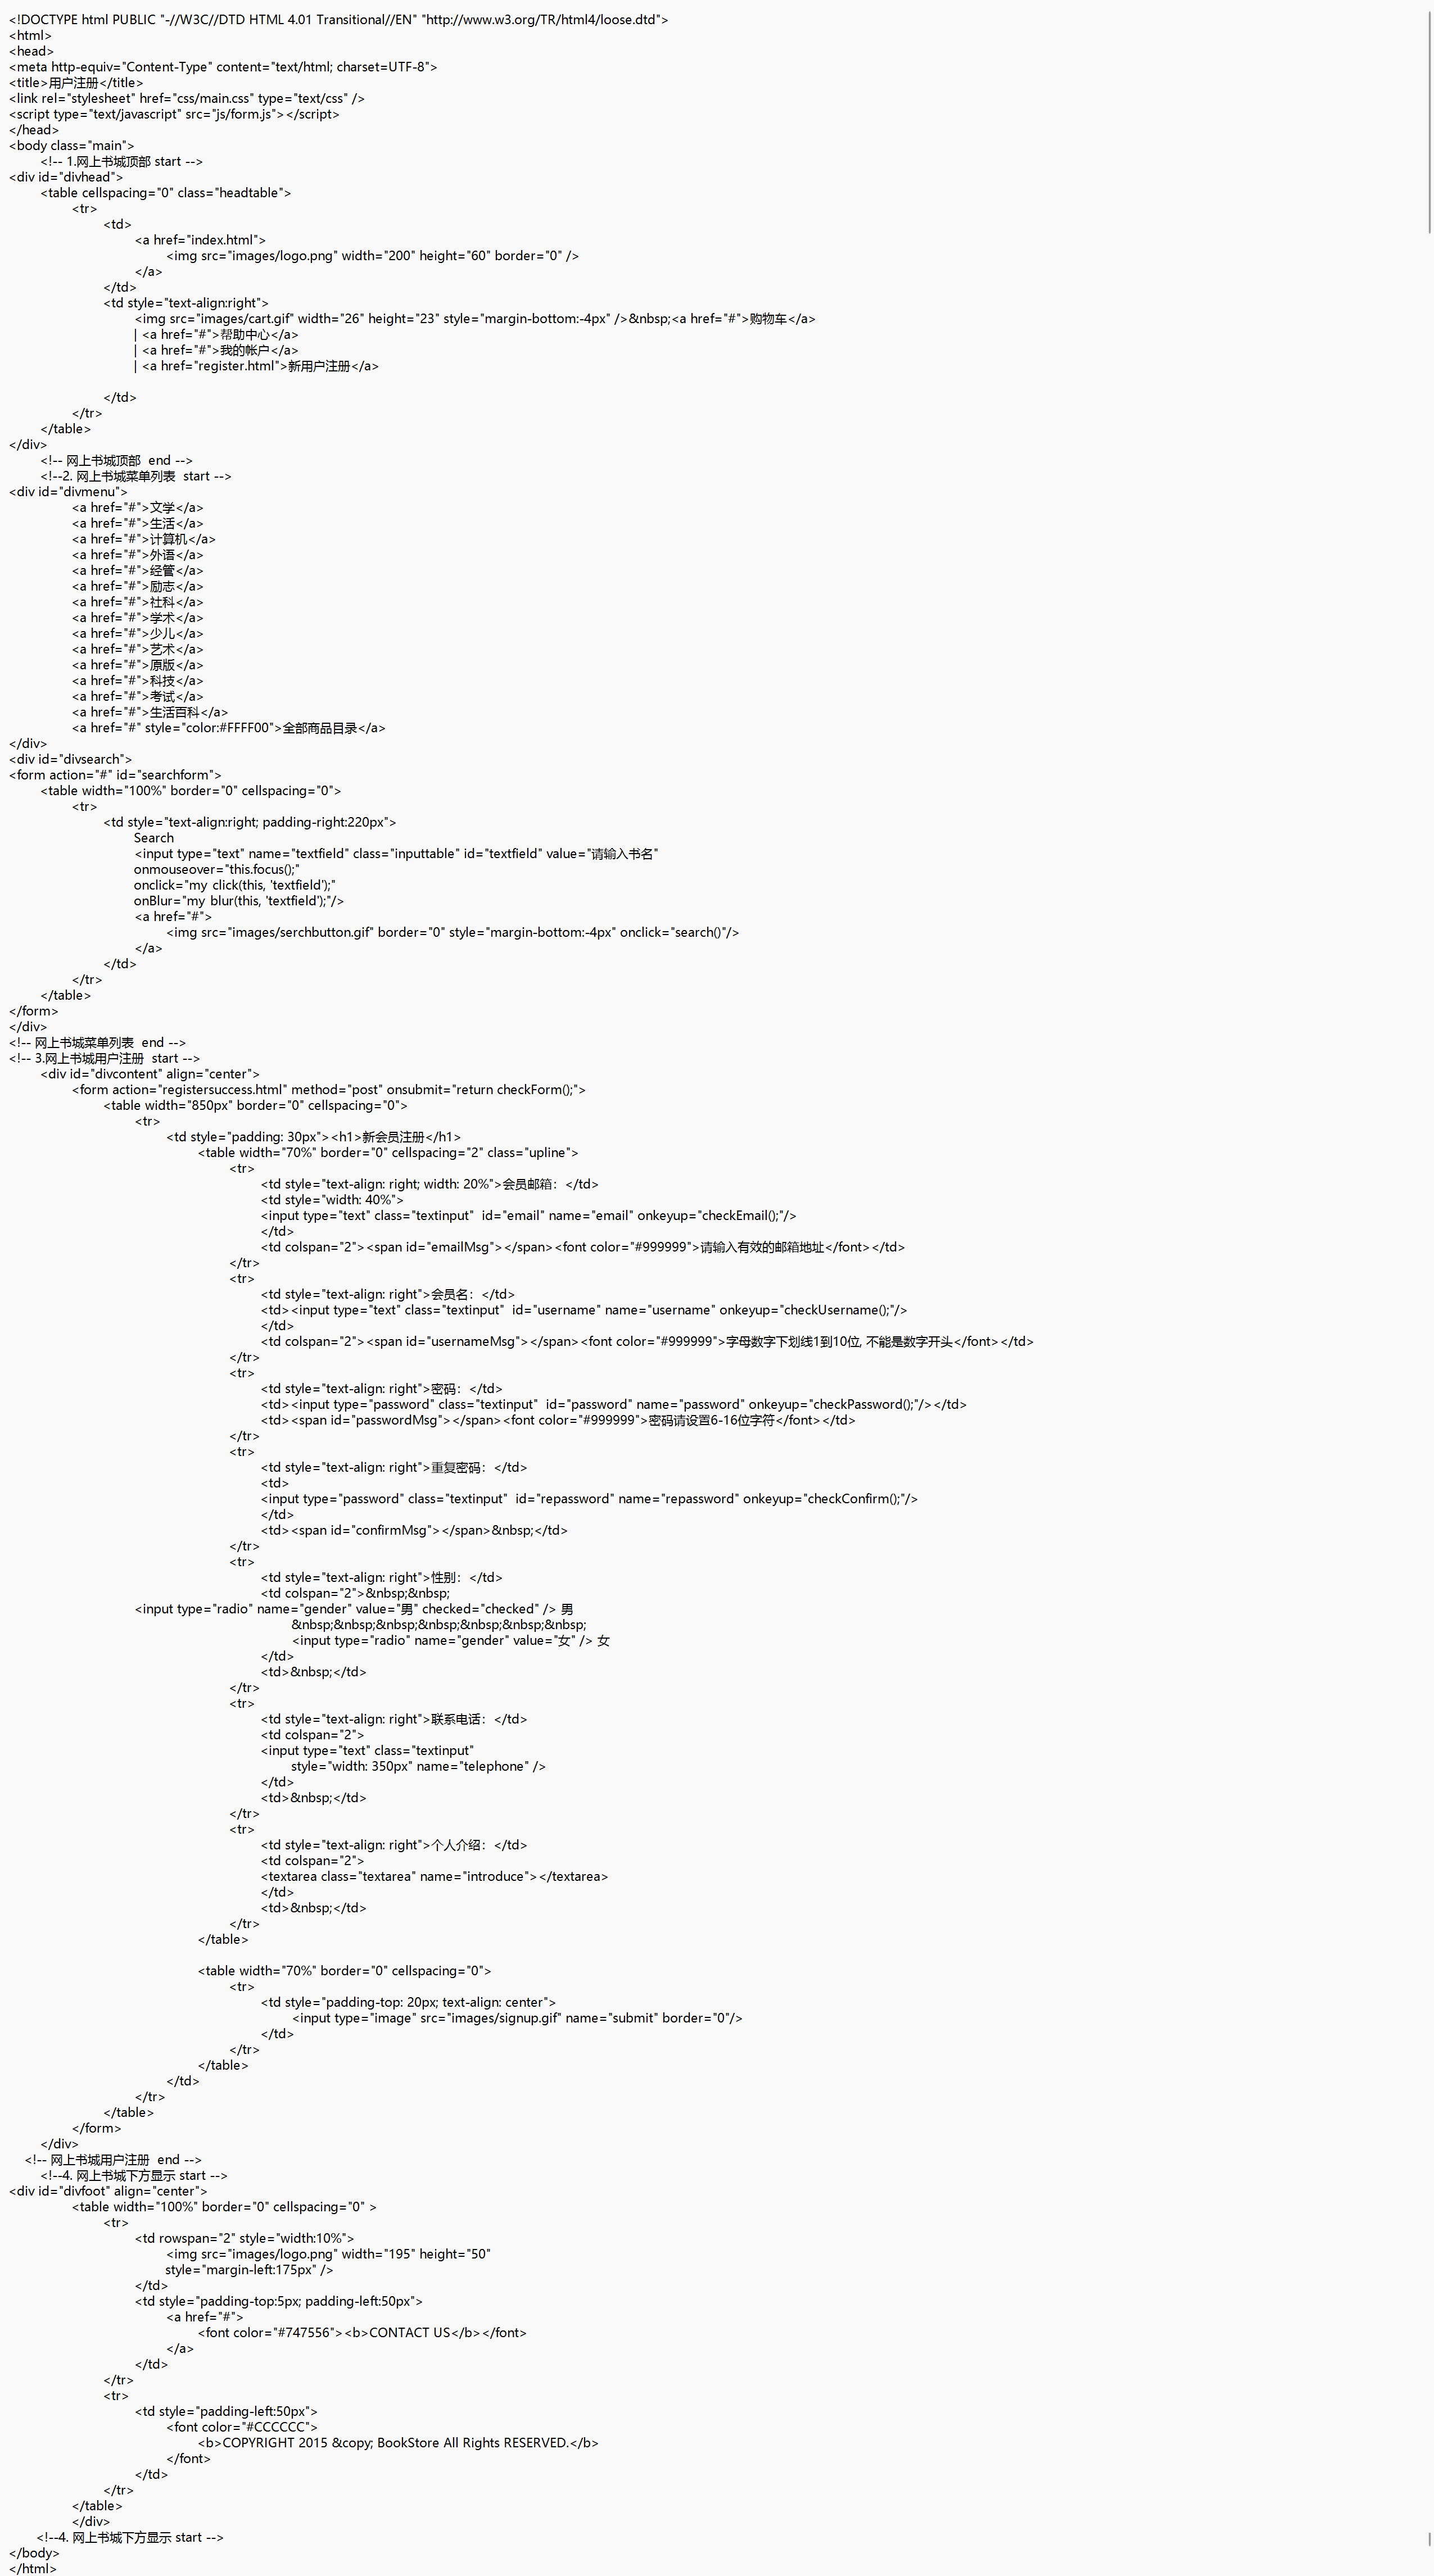 <!DOCTYPE html PUBLIC "-//W3C//DTD HTML 4.01 Transitional//EN" "http://www.w3.org/TR/html4/loose.dtd">
<html>
<head>
<meta http-equiv="Content-Type" content="text/html; charset=UTF-8">
<title>用户注册</title>
<link rel="stylesheet" href="css/main.css" type="text/css" />
<script type="text/javascript" src="js/form.js"></script>
</head>
<body class="main">
<!-- 1.网上书城顶部 start -->
<div id="divhead">
<table cellspacing="0" class="headtable">
<tr>
<td>
<a href="index.html">
<img src="images/logo.png" width="200" height="60" border="0" />
</a>
</td>
<td style="text-align:right">
<img src="images/cart.gif" width="26" height="23" style="margin-bottom:-4px" />&nbsp;<a href="#">购物车</a>
| <a href="#">帮助中心</a>
| <a href="#">我的帐户</a>
| <a href="register.html">新用户注册</a>
</td>
</tr>
</table>
</div>
<!-- 网上书城顶部  end -->
<!--2. 网上书城菜单列表  start -->
<div id="divmenu">
<a href="#">文学</a>
<a href="#">生活</a>
<a href="#">计算机</a>
<a href="#">外语</a>
<a href="#">经管</a>
<a href="#">励志</a>
<a href="#">社科</a>
<a href="#">学术</a>
<a href="#">少儿</a>
<a href="#">艺术</a>
<a href="#">原版</a>
<a href="#">科技</a>
<a href="#">考试</a>
<a href="#">生活百科</a>
<a href="#" style="color:#FFFF00">全部商品目录</a>
</div>
<div id="divsearch">
<form action="#" id="searchform">
<table width="100%" border="0" cellspacing="0">
<tr>
<td style="text-align:right; padding-right:220px">
Search
<input type="text" name="textfield" class="inputtable" id="textfield" value="请输入书名"
onmouseover="this.focus();"
onclick="my click(this, 'textfield');"
onBlur="my blur(this, 'textfield');"/>
<a href="#">
<img src="images/serchbutton.gif" border="0" style="margin-bottom:-4px" onclick="search()"/>
</a>
</td>
</tr>
</table>
</form>
</div>
<!-- 网上书城菜单列表  end -->
<!-- 3.网上书城用户注册  start -->
<div id="divcontent" align="center">
<form action="registersuccess.html" method="post" onsubmit="return checkForm();">
<table width="850px" border="0" cellspacing="0">
<tr>
<td style="padding: 30px"><h1>新会员注册</h1>
<table width="70%" border="0" cellspacing="2" class="upline">
<tr>
<td style="text-align: right; width: 20%">会员邮箱：</td>
<td style="width: 40%">
<input type="text" class="textinput"  id="email" name="email" onkeyup="checkEmail();"/>
</td>
<td colspan="2"><span id="emailMsg"></span><font color="#999999">请输入有效的邮箱地址</font></td>
</tr>
<tr>
<td style="text-align: right">会员名：</td>
<td><input type="text" class="textinput"  id="username" name="username" onkeyup="checkUsername();"/>
</td>
<td colspan="2"><span id="usernameMsg"></span><font color="#999999">字母数字下划线1到10位, 不能是数字开头</font></td>
</tr>
<tr>
<td style="text-align: right">密码：</td>
<td><input type="password" class="textinput"  id="password" name="password" onkeyup="checkPassword();"/></td>
<td><span id="passwordMsg"></span><font color="#999999">密码请设置6-16位字符</font></td>
</tr>
<tr>
<td style="text-align: right">重复密码：</td>
<td>
<input type="password" class="textinput"  id="repassword" name="repassword" onkeyup="checkConfirm();"/>
</td>
<td><span id="confirmMsg"></span>&nbsp;</td>
</tr>
<tr>
<td style="text-align: right">性别：</td>
<td colspan="2">&nbsp;&nbsp;
<input type="radio" name="gender" value="男" checked="checked" /> 男
&nbsp;&nbsp;&nbsp;&nbsp;&nbsp;&nbsp;&nbsp;
<input type="radio" name="gender" value="女" /> 女
</td>
<td>&nbsp;</td>
</tr>
<tr>
<td style="text-align: right">联系电话：</td>
<td colspan="2">
<input type="text" class="textinput"
style="width: 350px" name="telephone" />
</td>
<td>&nbsp;</td>
</tr>
<tr>
<td style="text-align: right">个人介绍：</td>
<td colspan="2">
<textarea class="textarea" name="introduce"></textarea>
</td>
<td>&nbsp;</td>
</tr>
</table>
<table width="70%" border="0" cellspacing="0">
<tr>
<td style="padding-top: 20px; text-align: center">
<input type="image" src="images/signup.gif" name="submit" border="0"/>
</td>
</tr>
</table>
</td>
</tr>
</table>
</form>
</div>
<!-- 网上书城用户注册  end -->
<!--4. 网上书城下方显示 start -->
<div id="divfoot" align="center">
<table width="100%" border="0" cellspacing="0" >
<tr>
<td rowspan="2" style="width:10%">
<img src="images/logo.png" width="195" height="50"
style="margin-left:175px" />
</td>
<td style="padding-top:5px; padding-left:50px">
<a href="#">
<font color="#747556"><b>CONTACT US</b></font>
</a>
</td>
</tr>
<tr>
<td style="padding-left:50px">
<font color="#CCCCCC">
<b>COPYRIGHT 2015 &copy; BookStore All Rights RESERVED.</b>
</font>
</td>
</tr>
</table>
</div>
<!--4. 网上书城下方显示 start -->
</body>
</html>